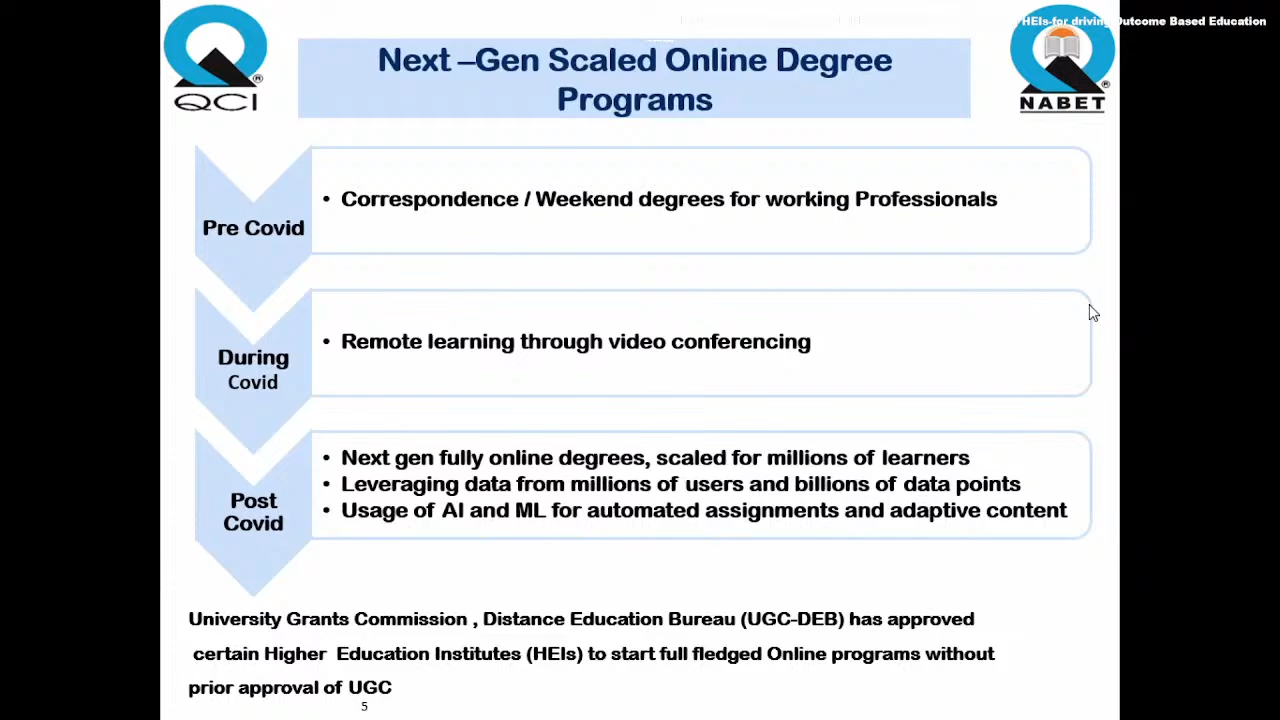 HEIs-for driving Outcome Based Education
QCI
®
Next –Gen Scaled Online Degree
Programs
NABET
®
Pre Covid
• Correspondence / Weekend degrees for working Professionals
During
Covid
• Remote learning through video conferencing
Post
Covid
• Next gen fully online degrees, scaled for millions of learners
• Leveraging data from millions of users and billions of data points
• Usage of AI and ML for automated assignments and adaptive content
University Grants Commission , Distance Education Bureau (UGC-DEB) has approved
certain Higher Education Institutes (HEIs) to start full fledged Online programs without
prior approval of UGC
5